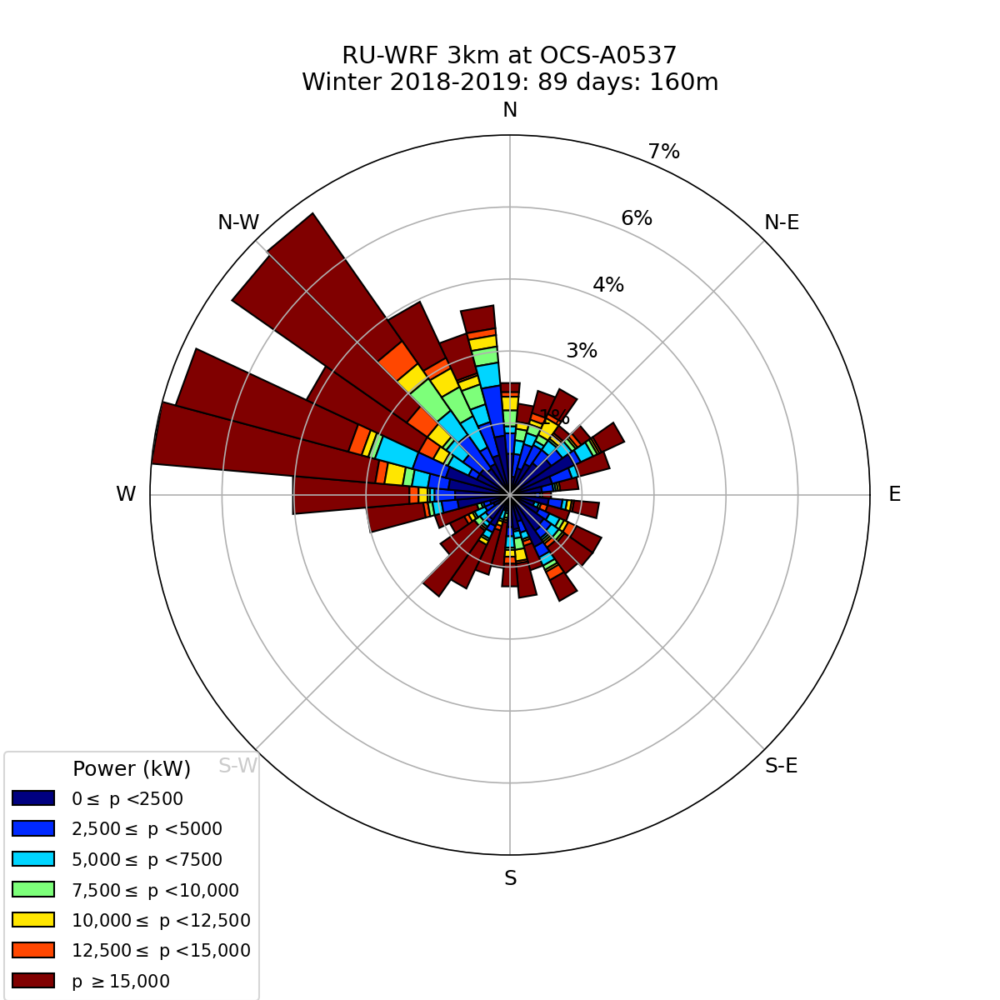 RU-WRF 3km at OCS-A0537
Winter 2018-2019: 89 days: 160m
N
7%
N-W
6%
N-E
4%
3%
1%
W
E
S-W
S-E
S
Power (kW)
0≤ p <2500
2,500≤ p <5000
5,000≤ p <7500
7,500≤ p <10,000
10,000≤ p <12,500
12,500≤ p <15,000
p ≥15,000